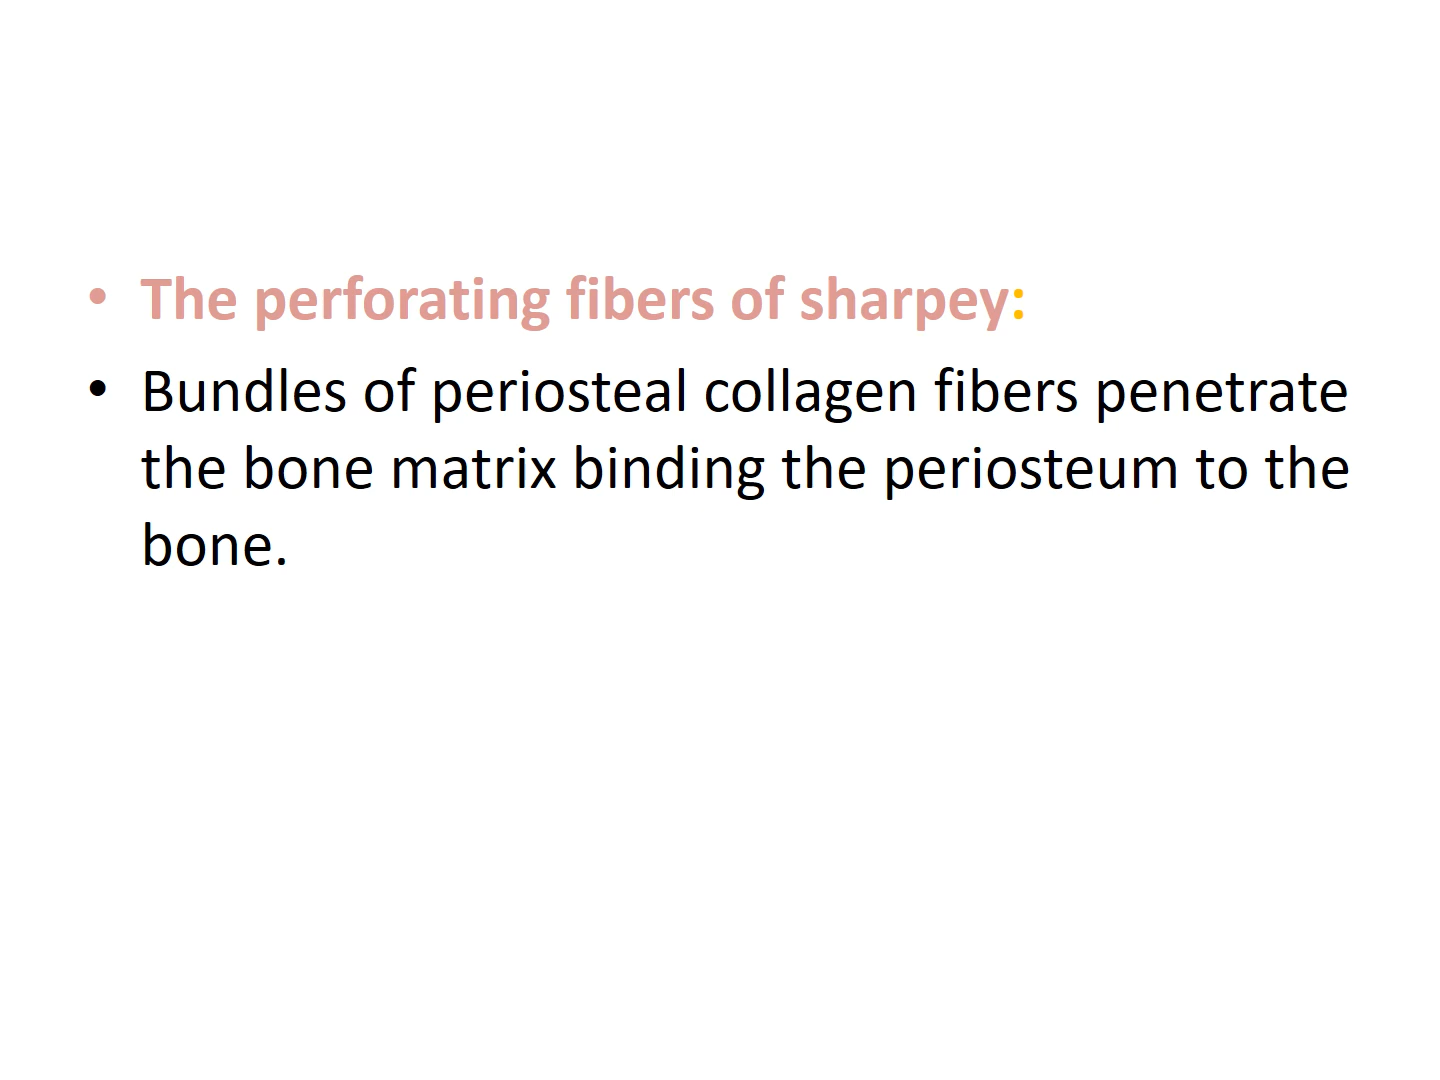 • The perforating fibers of sharpey:
• Bundles of periosteal collagen fibers penetrate
the bone matrix binding the periosteum to the
bone.